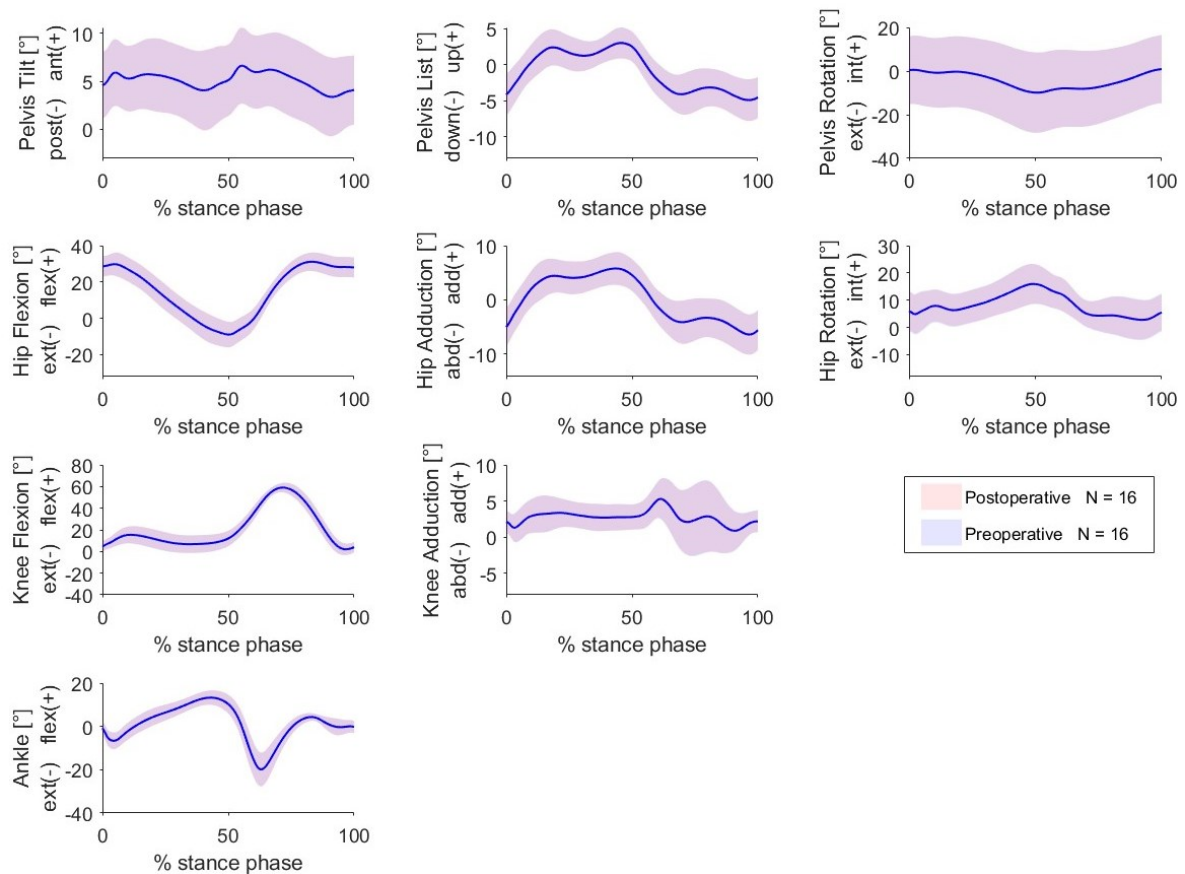 Pelvis Tilt [°]
post(-) ant(+)
10
5
0
0 50 100
% stance phase
Pelvis List [°]
down(-) up(+)
5
0
-5
-10
0 50 100
% stance phase
Pelvis Rotation [°]
ext(-) int(+)
20
0
-20
-40
0 50 100
% stance phase
Hip Flexion [°]
ext(-) flex(+)
40
20
0
-20
0 50 100
% stance phase
Hip Adduction [°]
abd(-) add(+)
10
0
-10
0 50 100
% stance phase
Hip Rotation [°]
ext(-) int(+)
30
20
10
0
-10
0 50 100
% stance phase
Knee Flexion [°]
ext(-) flex(+)
80
60
40
20
0
-20
-40
0 50 100
% stance phase
Knee Adduction [°]
abd(-) add(+)
10
5
0
-5
0 50 100
% stance phase
Postoperative N = 16
Preoperative N = 16
Ankle [°]
ext(-) flex(+)
20
0
-20
-40
0 50 100
% stance phase